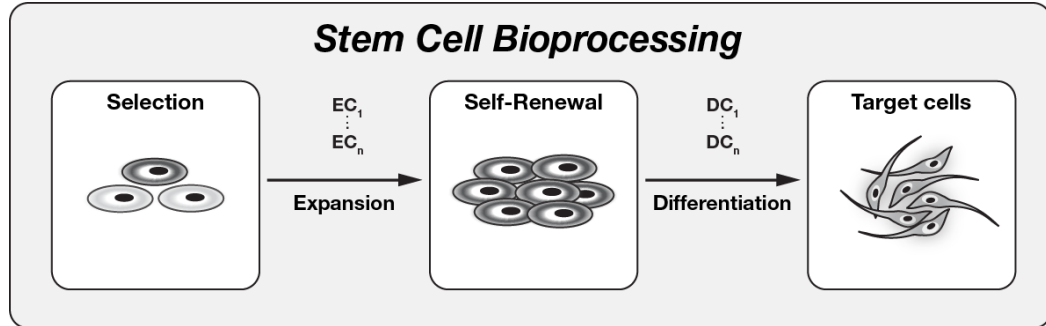 Stem Cell Bioprocessing
Selection
EC₁
⋮
ECₙ
Expansion
Self-Renewal
DC₁
⋮
DCₙ
Differentiation
Target cells